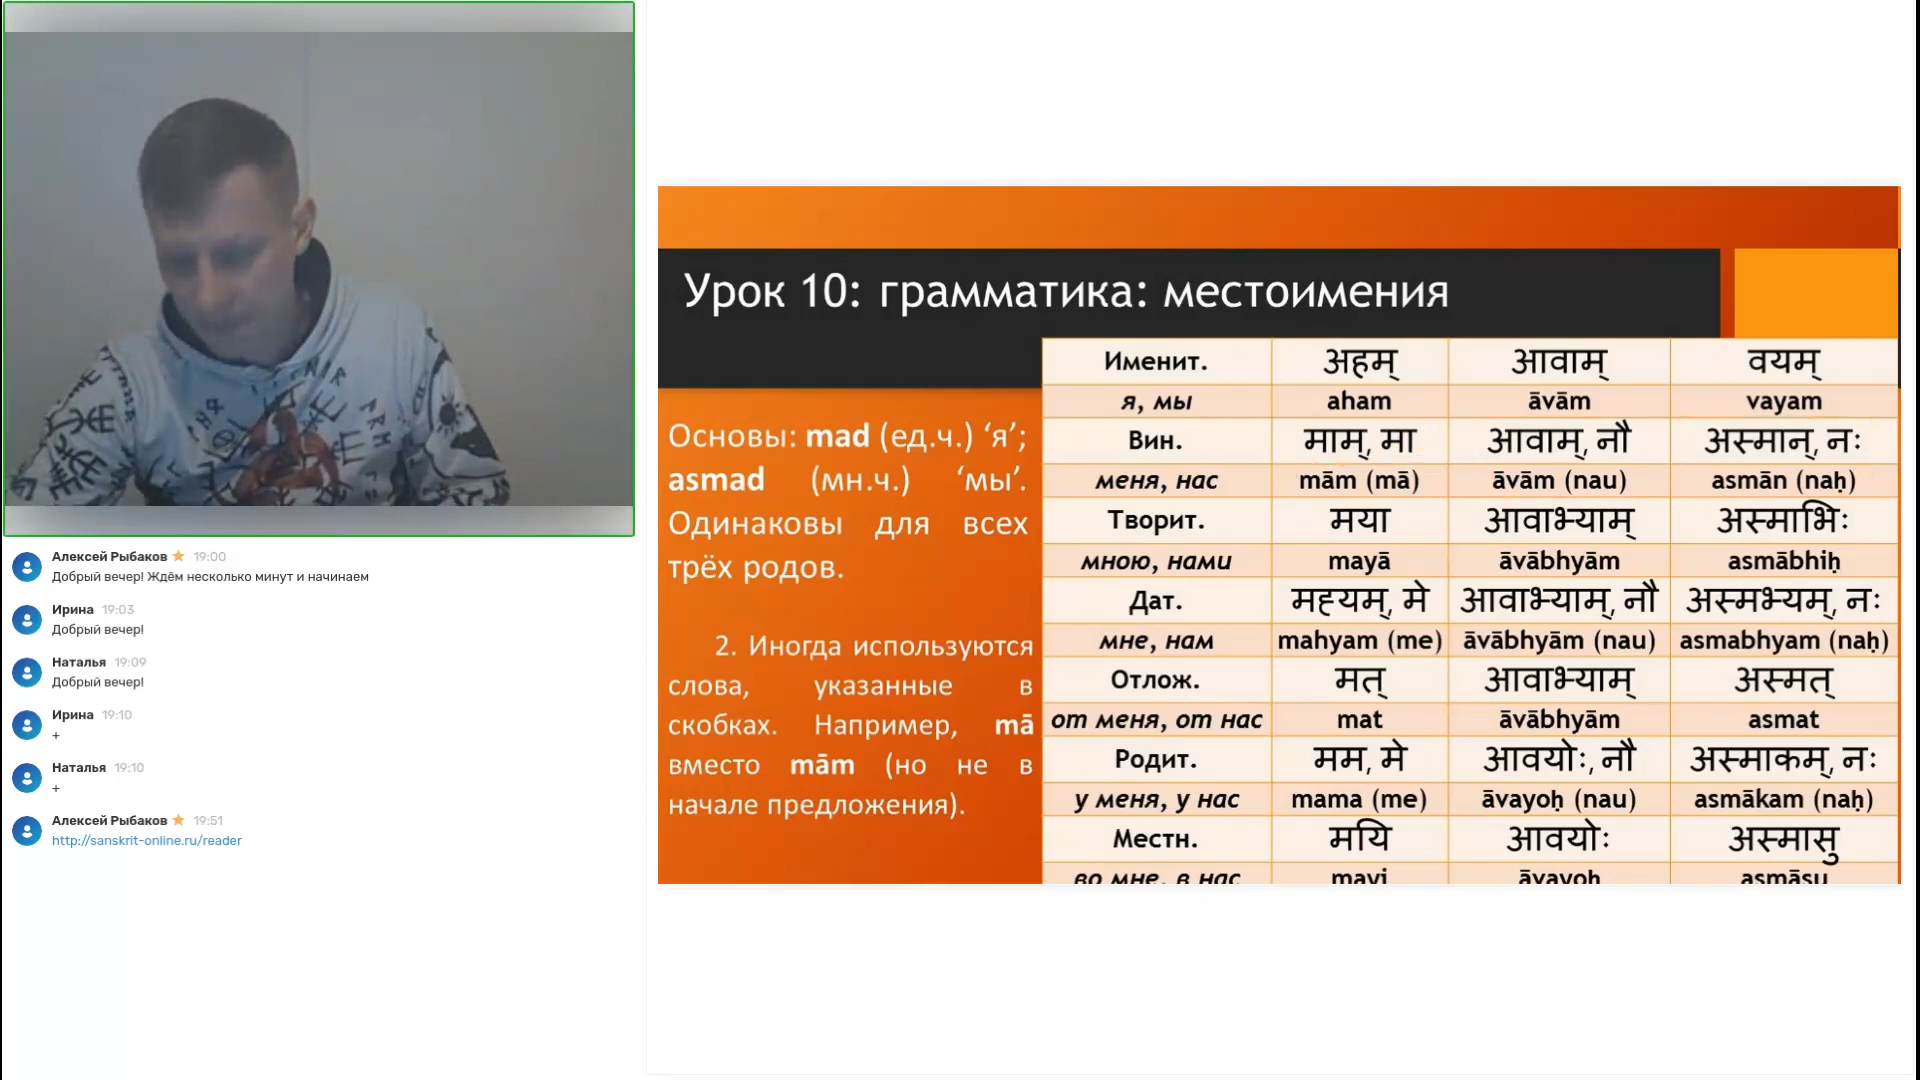 Алексей Рыбаков 19:00
Добрый вечер! Ждём несколько минут и начинаем
Ирина 19:03
Добрый вечер!
Наталья 19:09
Добрый вечер!
Ирина 19:10
+
Наталья 19:10
+
Алексей Рыбаков 19:51
http://sanskrit-online.ru/reader
Урок 10: грамматика: местоимения
Основы: mad (ед.ч.) ‘я’;
asmad (мн.ч.) ‘мы’.
Одинаковы для всех
трёх родов.
2. Иногда используются
слова, указанные в
скобках. Например, mā
вместо mām (но не в
начале предложения).
Именит. अहम् आवाम् वयम्
я, мы aham āvām vayam
Вин. माम्, मा आवाम्, नौ अस्मान्, नः
меня, нас mām (mā) āvām (nau) asmān (naḥ)
Творит. मया आवाभ्याम् अस्माभिः
мною, нами mayā āvābhyām asmābhiḥ
Дат. मह्यम्, मे आवाभ्याम्, नौ अस्मभ्यम्, नः
мне, нам mahyam (me) āvābhyām (nau) asmabhyam (naḥ)
Отлож. मत् आवाभ्याम् अस्मत्
от меня, от нас mat āvābhyām asmat
Родит. मम, मे आवयोः, नौ अस्माकम्, नः
у меня, у нас mama (me) āvayoḥ (nau) asmākam (naḥ)
Местн. मयि आवयोः अस्मासु
во мне, в нас mayi āvayoḥ asmāsu